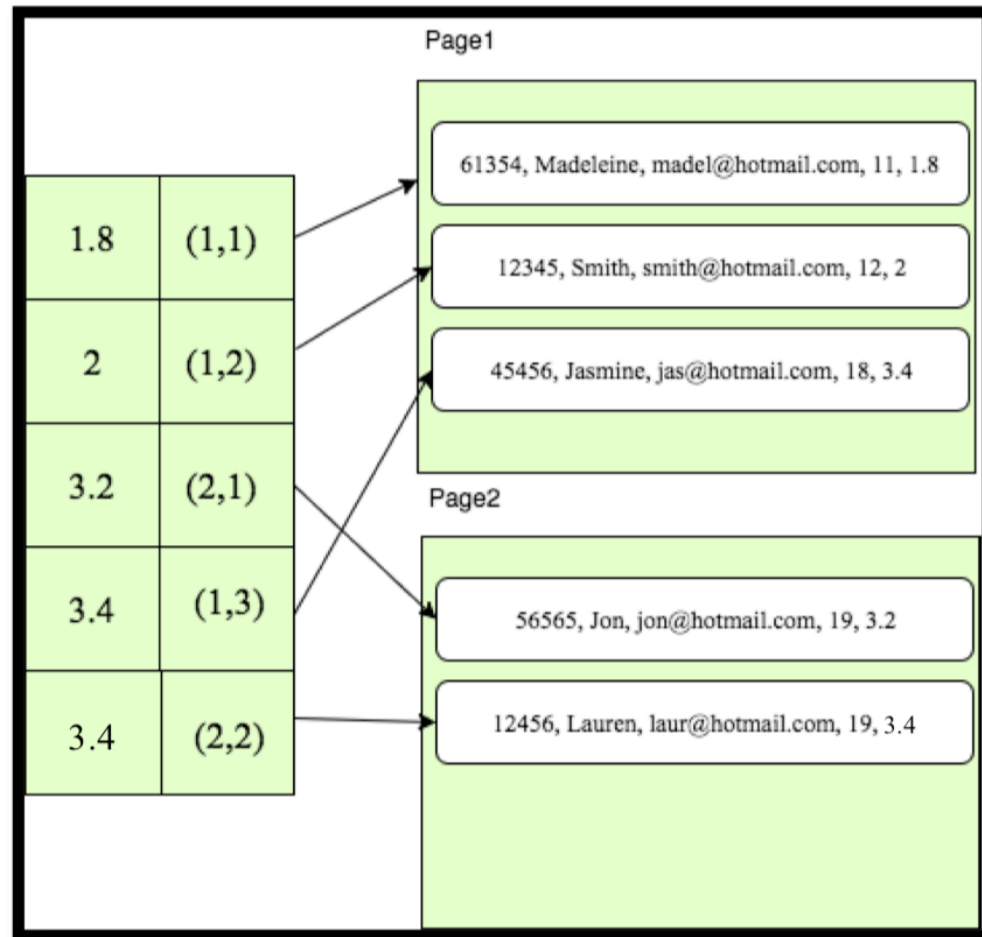 Page1
61354, Madeleine, madel@hotmail.com, 11, 1.8
12345, Smith, smith@hotmail.com, 12, 2
45456, Jasmine, jas@hotmail.com, 18, 3.4
1.8 (1,1)
2 (1,2)
3.2 (2,1)
3.4 (1,3)
3.4 (2,2)
Page2
56565, Jon, jon@hotmail.com, 19, 3.2
12456, Lauren, laur@hotmail.com, 19, 3.4